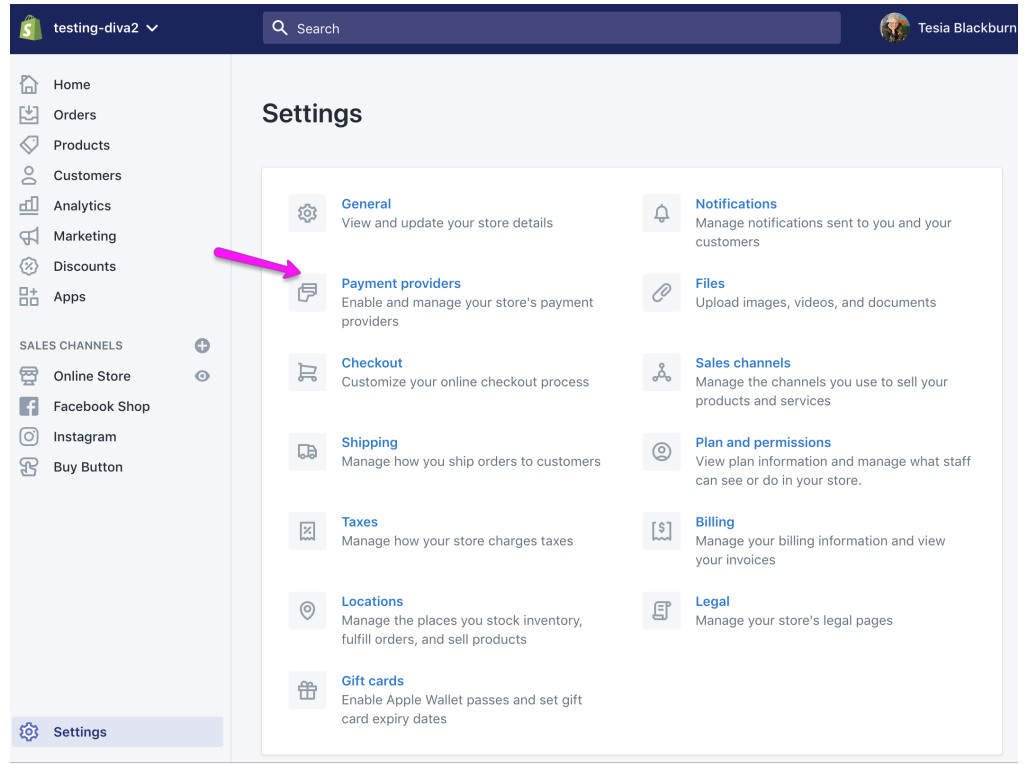 testing-diva2
Search
Tesia Blackburn
Home
Orders
Products
Customers
Analytics
Marketing
Discounts
Apps
SALES CHANNELS
Online Store
Facebook Shop
Instagram
Buy Button
Settings
Settings
General
View and update your store details
Payment providers
Enable and manage your store's payment
providers
Checkout
Customize your online checkout process
Shipping
Manage how you ship orders to customers
Taxes
Manage how your store charges taxes
Locations
Manage the places you stock inventory,
fulfill orders, and sell products
Gift cards
Enable Apple Wallet passes and set gift
card expiry dates
Notifications
Manage notifications sent to you and your
customers
Files
Upload images, videos, and documents
Sales channels
Manage the channels you use to sell your
products and services
Plan and permissions
View plan information and manage what staff
can see or do in your store.
Billing
Manage your billing information and view
your invoices
Legal
Manage your store's legal pages